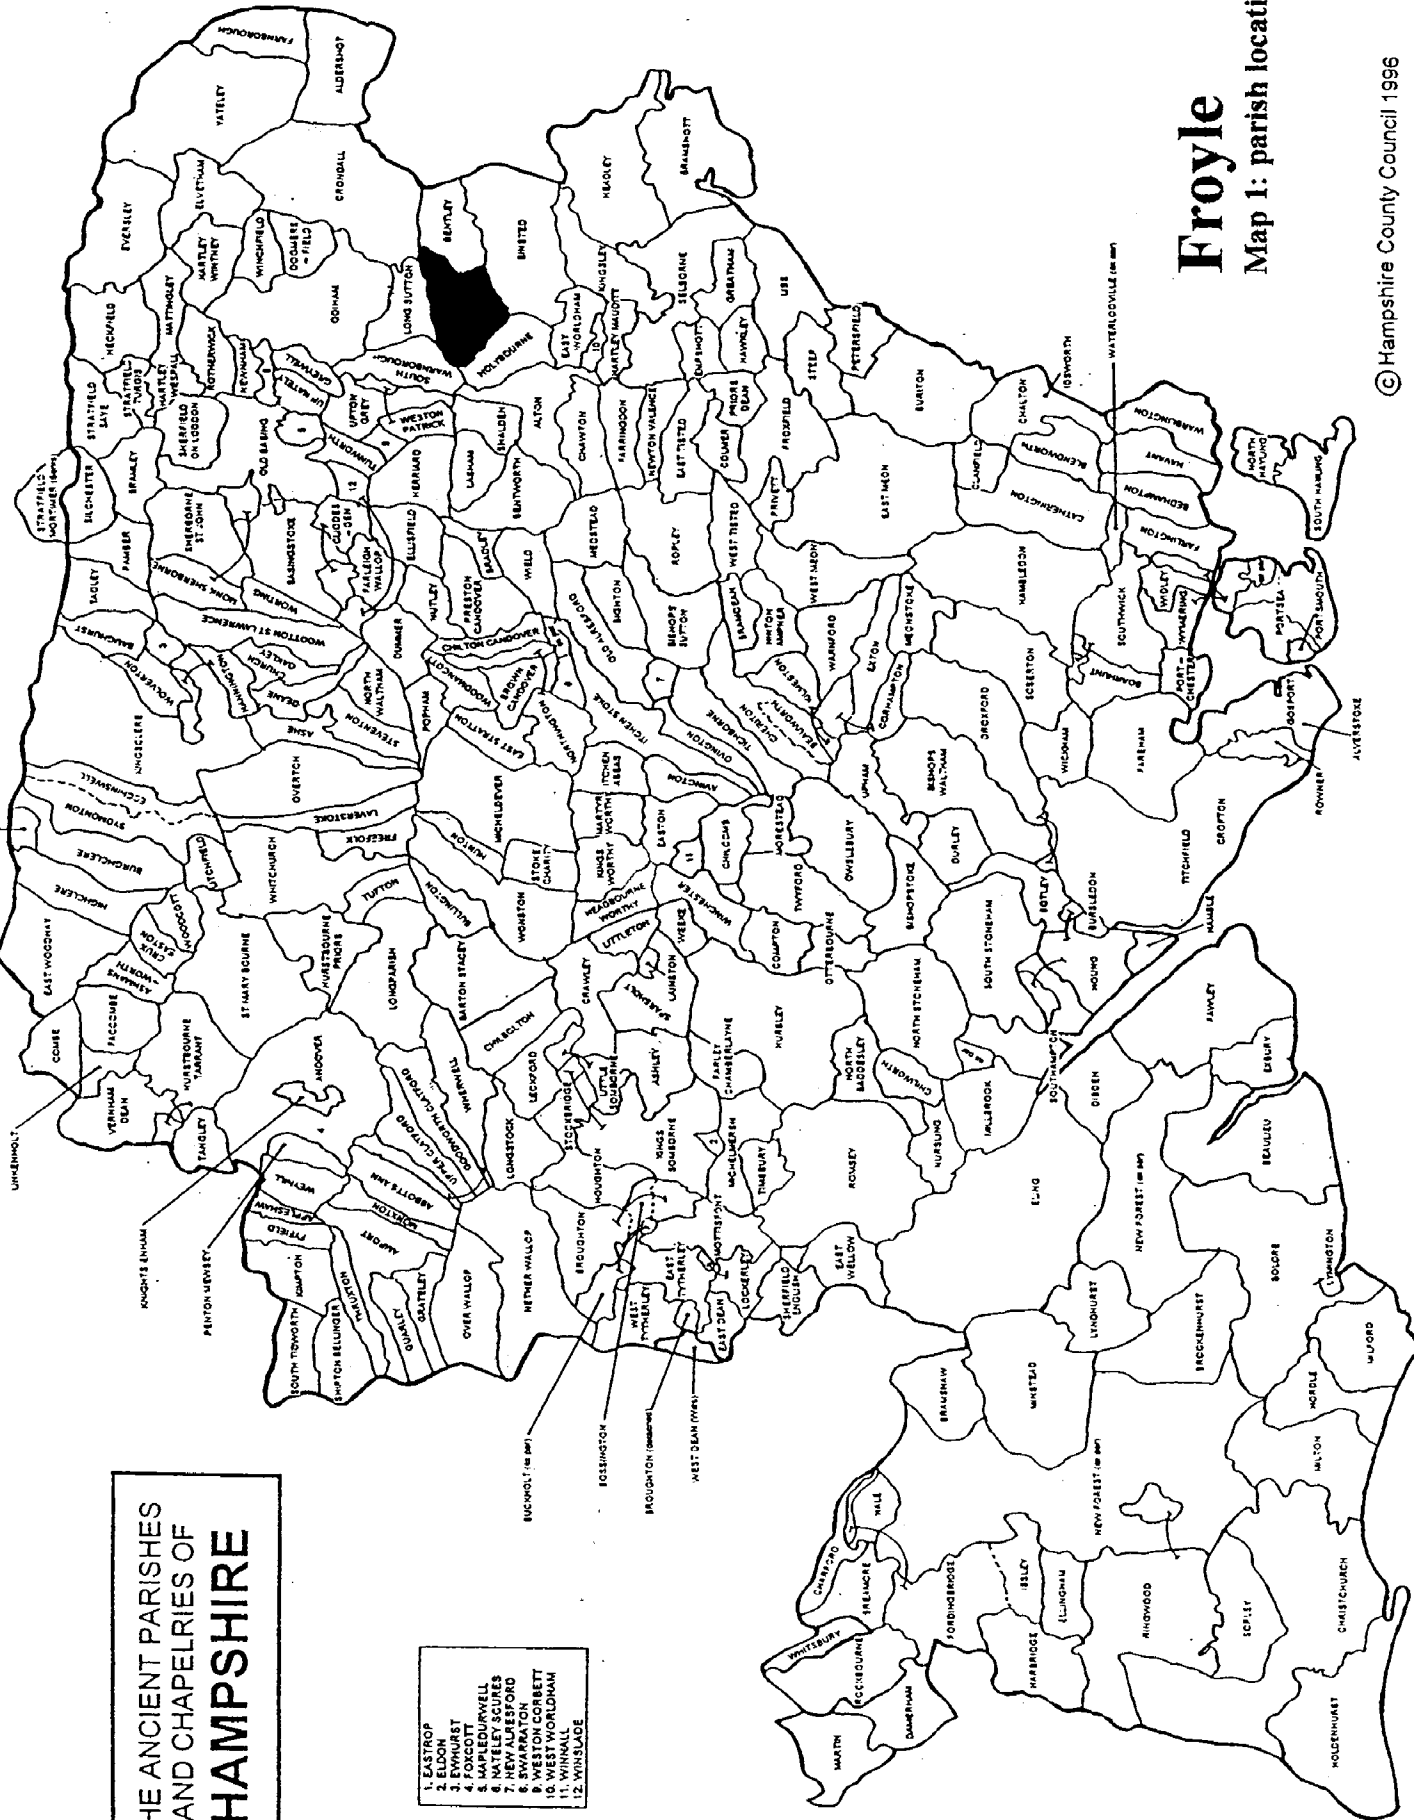 THE ANCIENT PARISHES
AND CHAPELRIES OF
HAMPSHIRE
1. EASTROP
2. ELDON
3. EWHURST
4. FOXCOTT
5. MAPLEDURWELL
6. NATELEY SCURES
7. NEW ALRESFORD
8. SWARRATON
9. WESTON CORBETT
10. WEST WORLDHAM
11. WINNALL
12. WINSLADE
Froyle
Map 1: parish locati
© Hampshire County Council 1996
LINKENHOLT
KNIGHTS ENHAM
PENTON MEWSEY
COMBE
EAST WOODHAY
HIGHCLERE
BURGHCLERE
SYDMONTON
ECCHINSWELL
KINGSCLERE
WOLVERTON
BAUGHURST
TADLEY
PAMBER
SILCHESTER
STRATFIELD
SAYE
STRATFIELD
TURGIS
HECKFIELD
EVERSLEY
YATELEY
FARNBOROUGH
ALDERSHOT
CRONDALL
ELVETHAM
HARTLEY
WINTNEY
WINCHFIELD
DOGMERS
-FIELD
ODIHAM
MATTINGLEY
ROTHERWICK
HARTLEY
WESPALL
NEWNHAM
SHERFIELD
ON LODDON
BRAMLEY
SHERBORNE
ST JOHN
MONK SHERBORNE
WORTING
WOOTTON ST LAWRENCE
BASINGSTOKE
OLD BASING
UP NATELY
GREYWELL
UPTON
GREY
WESTON
PATRICK
TUNWORTH
HERRIARD
SOUTH
WARNBOROUGH
LONG SUTTON
BENTLEY
BINSTED
HOLYBOURNE
HEADLEY
BRAMSHOTT
KINGSLEY
EAST
WORLDHAM
HARTLEY MAUDITT
SELBORNE
GREATHAM
EMPSHOTT
HAWKLEY
LISS
STEEP
PETERSFIELD
BURITON
PRIORS
DEAN
COLMER
FROXFIELD
PRIVETT
EAST TISTED
NEWTON VALENCE
FARRINGDON
CHAWTON
ALTON
SHALDEN
LASHAM
BENTWORTH
MEDSTEAD
ROPLEY
WEST TISTED
ELLISFIELD
FARLEIGH
WALLOP
CLIDDES
-DEN
DUMMER
NUTLEY
PRESTON
CANDOVER
BRADLEY
WIELD
CHILTON CANDOVER
BROWN
CANDOVER
WOODMANCOTT
NORTHINGTON
POPHAM
EAST STRATTON
NORTH
WALTHAM
STEVENTON
ASHE
DEANE
CHURCH
OAKLEY
HANNINGTON
OVERTON
LAVERSTOKE
FREEFOLK
WHITCHURCH
LITCHFIELD
WOODCOTT
CRUX
EASTON
ASHMANS
-WORTH
FACCOMBE
VERNHAM
DEAN
HURSTBOURNE
TARRANT
TANGLEY
ST MARY BOURNE
HURSTBOURNE
PRIORS
TUFTON
BULLINGTON
HUNTON
MICHELDEVER
STOKE
CHARITY
WONSTON
BARTON STACEY
LONGPARISH
ANDOVER
WEYHILL
APPLESHAW
FYFIELD
KIMPTON
SOUTH TIDWORTH
SHIPTON BELLINGER
THRUXTON
QUARLEY
GRATELEY
AMPORT
MONXTON
ABBOTTS ANN
UPPER CLATFORD
GOODWORTH CLATFORD
WHERWELL
CHILBOLTON
LECKFORD
LONGSTOCK
STOCKBRIDGE
OVER WALLOP
NETHER WALLOP
BROUGHTON
HOUGHTON
LITTLE
SOMBORNE
KINGS
SOMBORNE
ASHLEY
SPARSHOLT
LAINSTON
CRAWLEY
LITTLETON
WEEKE
WINCHESTER
HEADBOURNE
WORTHY
KINGS
WORTHY
MARTYR
WORTHY
ITCHEN
ABBAS
EASTON
AVINGTON
OVINGTON
ITCHEN STOKE
OLD ALRESFORD
BIGHTON
BISHOPS
SUTTON
TICHBORNE
CHERITON
BEAUWORTH
KILMESTON
HINTON
AMPNER
BRAMDEAN
WEST MEON
EAST MEON
WARNFORD
EXTON
MEONSTOKE
CORHAMPTON
DROXFORD
SOBERTON
HAMBLEDON
CLANFIELD
CATHERINGTON
BLENDWORTH
CHALTON
IDSWORTH
WATERLOOVILLE
WARBLINGTON
HAVANT
BEDHAMPTON
FARLINGTON
NORTH
HAYLING
SOUTH HAYLING
PORTSEA
PORTSMOUTH
WIDLEY
WYMERING
SOUTHWICK
BOARHUNT
PORT-
CHESTER
WICKHAM
FAREHAM
GOSPORT
ALVERSTOKE
ROWNER
CROFTON
TITCHFIELD
HAMBLE
BURSLEDON
BOTLEY
HOUND
DURLEY
BISHOPS
WALTHAM
UPHAM
OWSLEBURY
MORESTEAD
CHILCOMB
TWYFORD
COMPTON
OTTERBOURNE
BISHOPSTOKE
SOUTH STONEHAM
NORTH STONEHAM
HURSLEY
FARLEY
CHAMBERLAYNE
NORTH
BADDESLEY
CHILWORTH
MILLBROOK
NURSLING
SOUTHAMPTON
ROMSEY
TIMSBURY
MICHELMERSH
MOTTISFONT
LOCKERLEY
EAST
TYTHERLEY
WEST
TYTHERLEY
EAST DEAN
SHERFIELD
ENGLISH
EAST
WELLOW
BUCKHOLT
BOSSINGTON
BROUGHTON
WEST DEAN
ELING
DIBDEN
FAWLEY
EXBURY
BEAULIEU
NEW FOREST
LYNDHURST
BROCKENHURST
BOLDRE
LYMINGTON
MILFORD
HORDLE
MILTON
MINSTEAD
BRAMSHAW
NEW FOREST
HALE
CHARFORD
BREAMORE
WHITSBURY
ROCKBOURNE
DAMERHAM
MARTIN
FORDINGBRIDGE
IBSLEY
ELLINGHAM
HARBRIDGE
RINGWOOD
SOPLEY
CHRISTCHURCH
HOLDENHURST